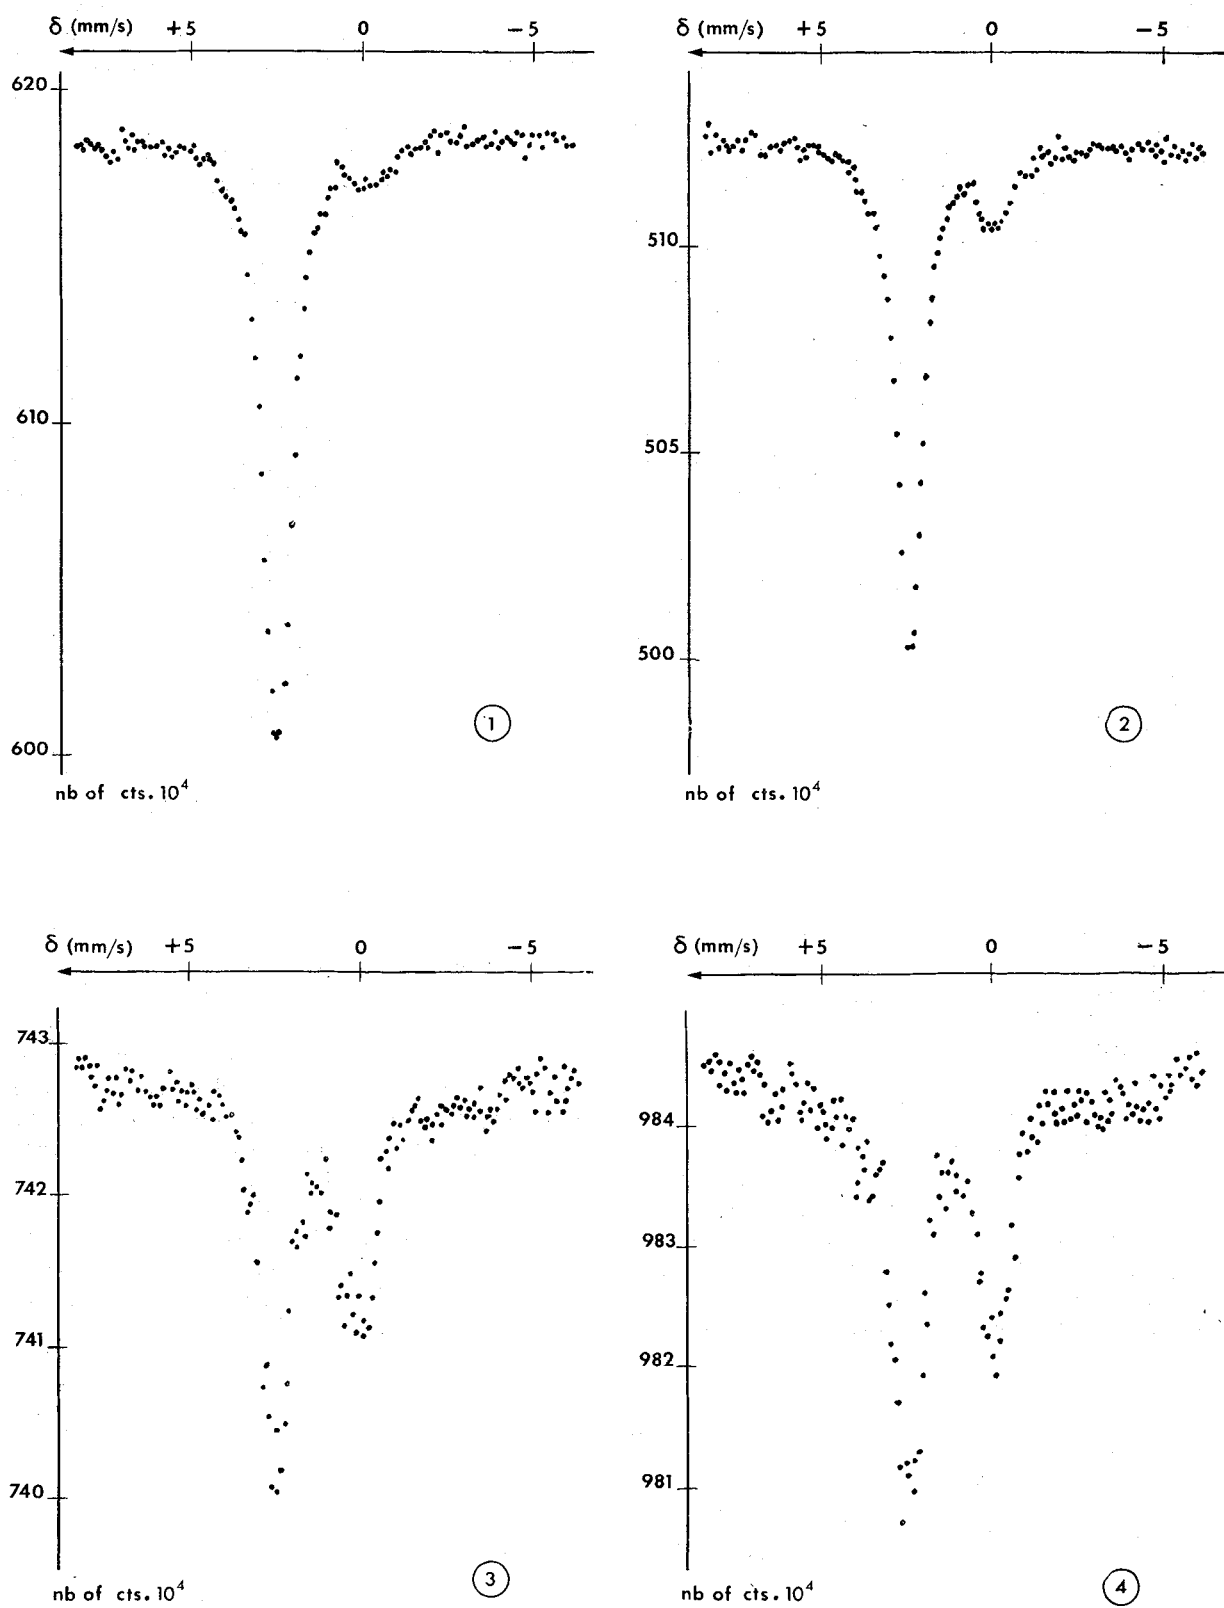 δ (mm/s) +5 0 −5
620
610
600
nb of cts. 10⁴
1
δ (mm/s) +5 0 −5
510
505
500
nb of cts. 10⁴
2
δ (mm/s) +5 0 −5
743
742
741
740
nb of cts. 10⁴
3
δ (mm/s) +5 0 −5
984
983
982
981
nb of cts. 10⁴
4